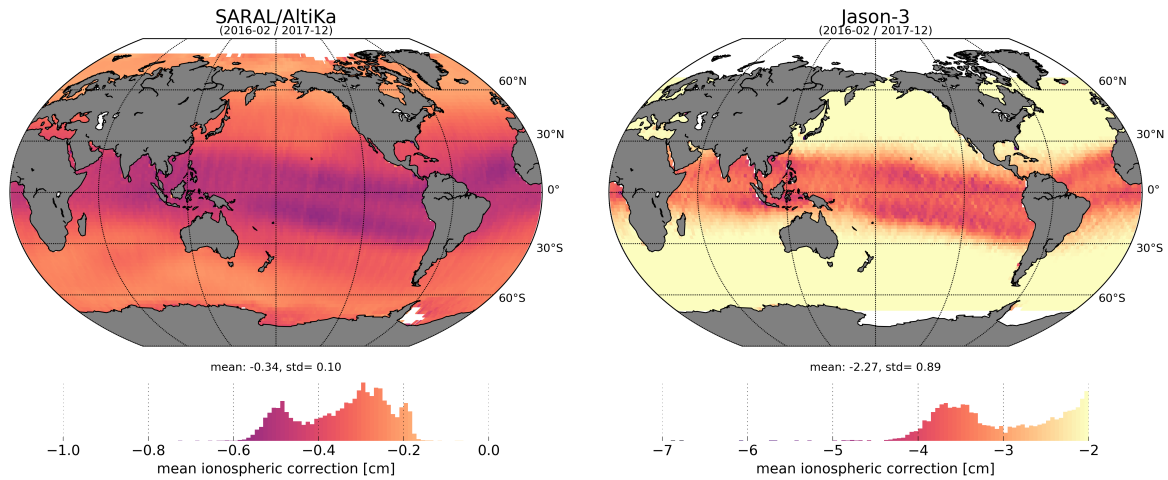 SARAL/AltiKa
(2016-02 / 2017-12)
60°N
30°N
0°
30°S
60°S
mean: -0.34, std= 0.10
−1.0 −0.8 −0.6 −0.4 −0.2 0.0
mean ionospheric correction [cm]
Jason-3
(2016-02 / 2017-12)
60°N
30°N
0°
30°S
60°S
mean: -2.27, std= 0.89
−7 −6 −5 −4 −3 −2
mean ionospheric correction [cm]